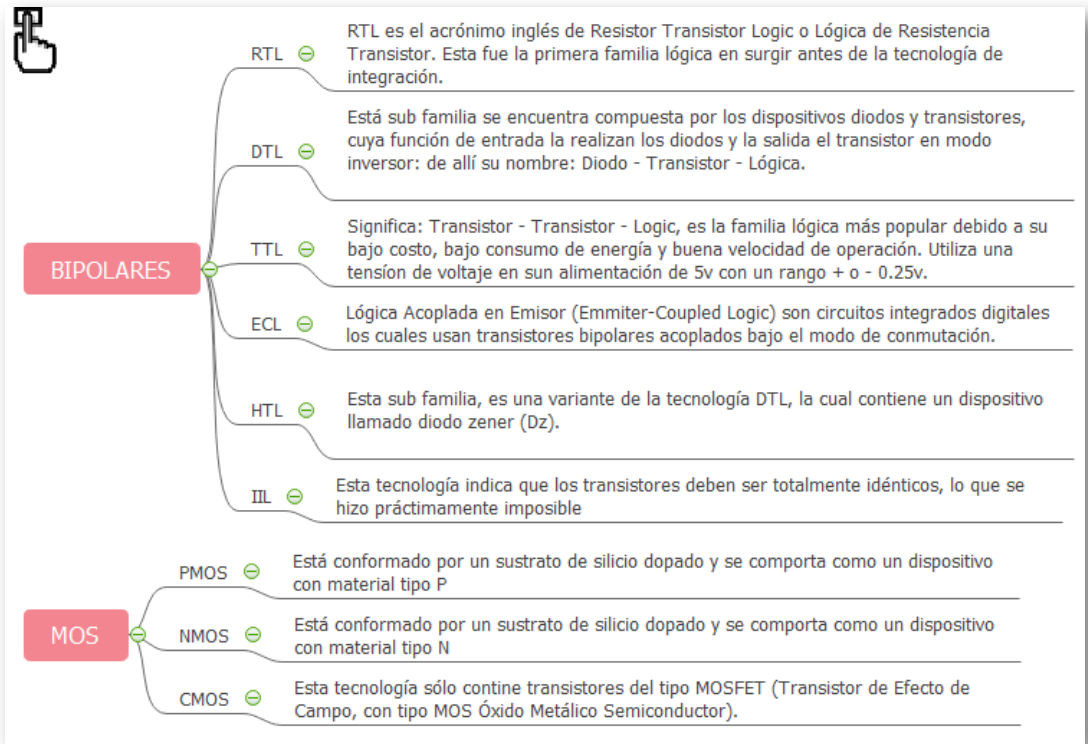 RTL
RTL es el acrónimo inglés de Resistor Transistor Logic o Lógica de Resistencia
Transistor. Esta fue la primera familia lógica en surgir antes de la tecnología de
integración.
DTL
Está sub familia se encuentra compuesta por los dispositivos diodos y transistores,
cuya función de entrada la realizan los diodos y la salida el transistor en modo
inversor: de allí su nombre: Diodo - Transistor - Lógica.
BIPOLARES
TTL
Significa: Transistor - Transistor - Logic, es la familia lógica más popular debido a su
bajo costo, bajo consumo de energía y buena velocidad de operación. Utiliza una
tensíon de voltaje en sun alimentación de 5v con un rango + o - 0.25v.
ECL
Lógica Acoplada en Emisor (Emmiter-Coupled Logic) son circuitos integrados digitales
los cuales usan transistores bipolares acoplados bajo el modo de conmutación.
HTL
Esta sub familia, es una variante de la tecnología DTL, la cual contiene un dispositivo
llamado diodo zener (Dz).
IIL
Esta tecnología indica que los transistores deben ser totalmente idénticos, lo que se
hizo práctimamente imposible
MOS
PMOS
Está conformado por un sustrato de silicio dopado y se comporta como un dispositivo
con material tipo P
NMOS
Está conformado por un sustrato de silicio dopado y se comporta como un dispositivo
con material tipo N
CMOS
Esta tecnología sólo contine transistores del tipo MOSFET (Transistor de Efecto de
Campo, con tipo MOS Óxido Metálico Semiconductor).